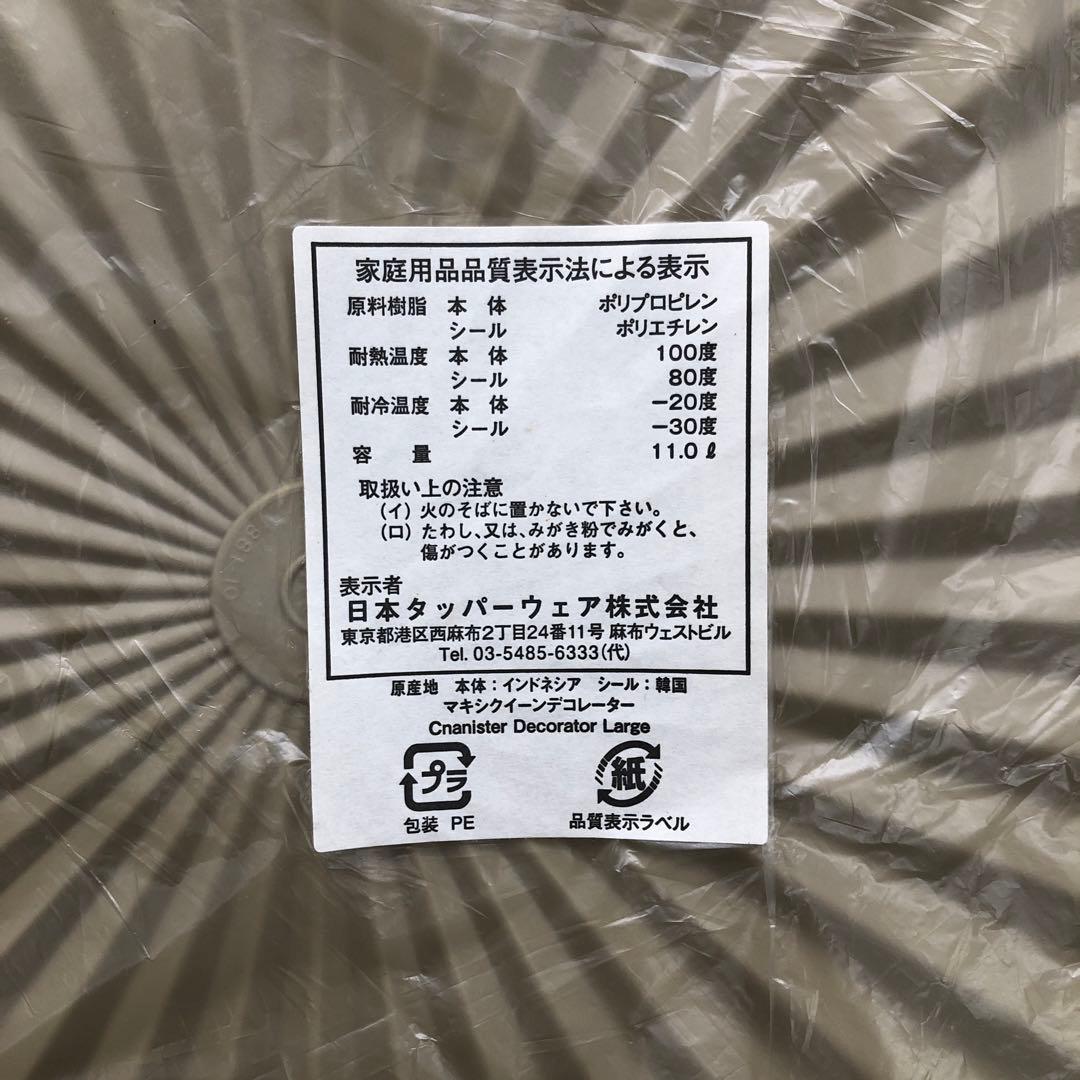 家庭用品品質表示法による表示
原料樹脂 本 体 ポリプロピレン
シール ポリエチレン
耐熱温度 本 体 100度
シール 80度
耐冷温度 本 体 −20度
シール −30度
容 量 11.0ℓ
取扱い上の注意
(イ) 火のそばに置かないで下さい。
(ロ) たわし、又は、みがき粉でみがくと、
傷がつくことがあります。
表示者
日本タッパーウェア株式会社
東京都港区西麻布2丁目24番11号 麻布ウェストビル
Tel. 03-5485-6333(代)
原産地 本体:インドネシア シール:韓国
マキシクイーンデコレーター
Cnanister Decorator Large
プラ 紙
包装 PE 品質表示ラベル